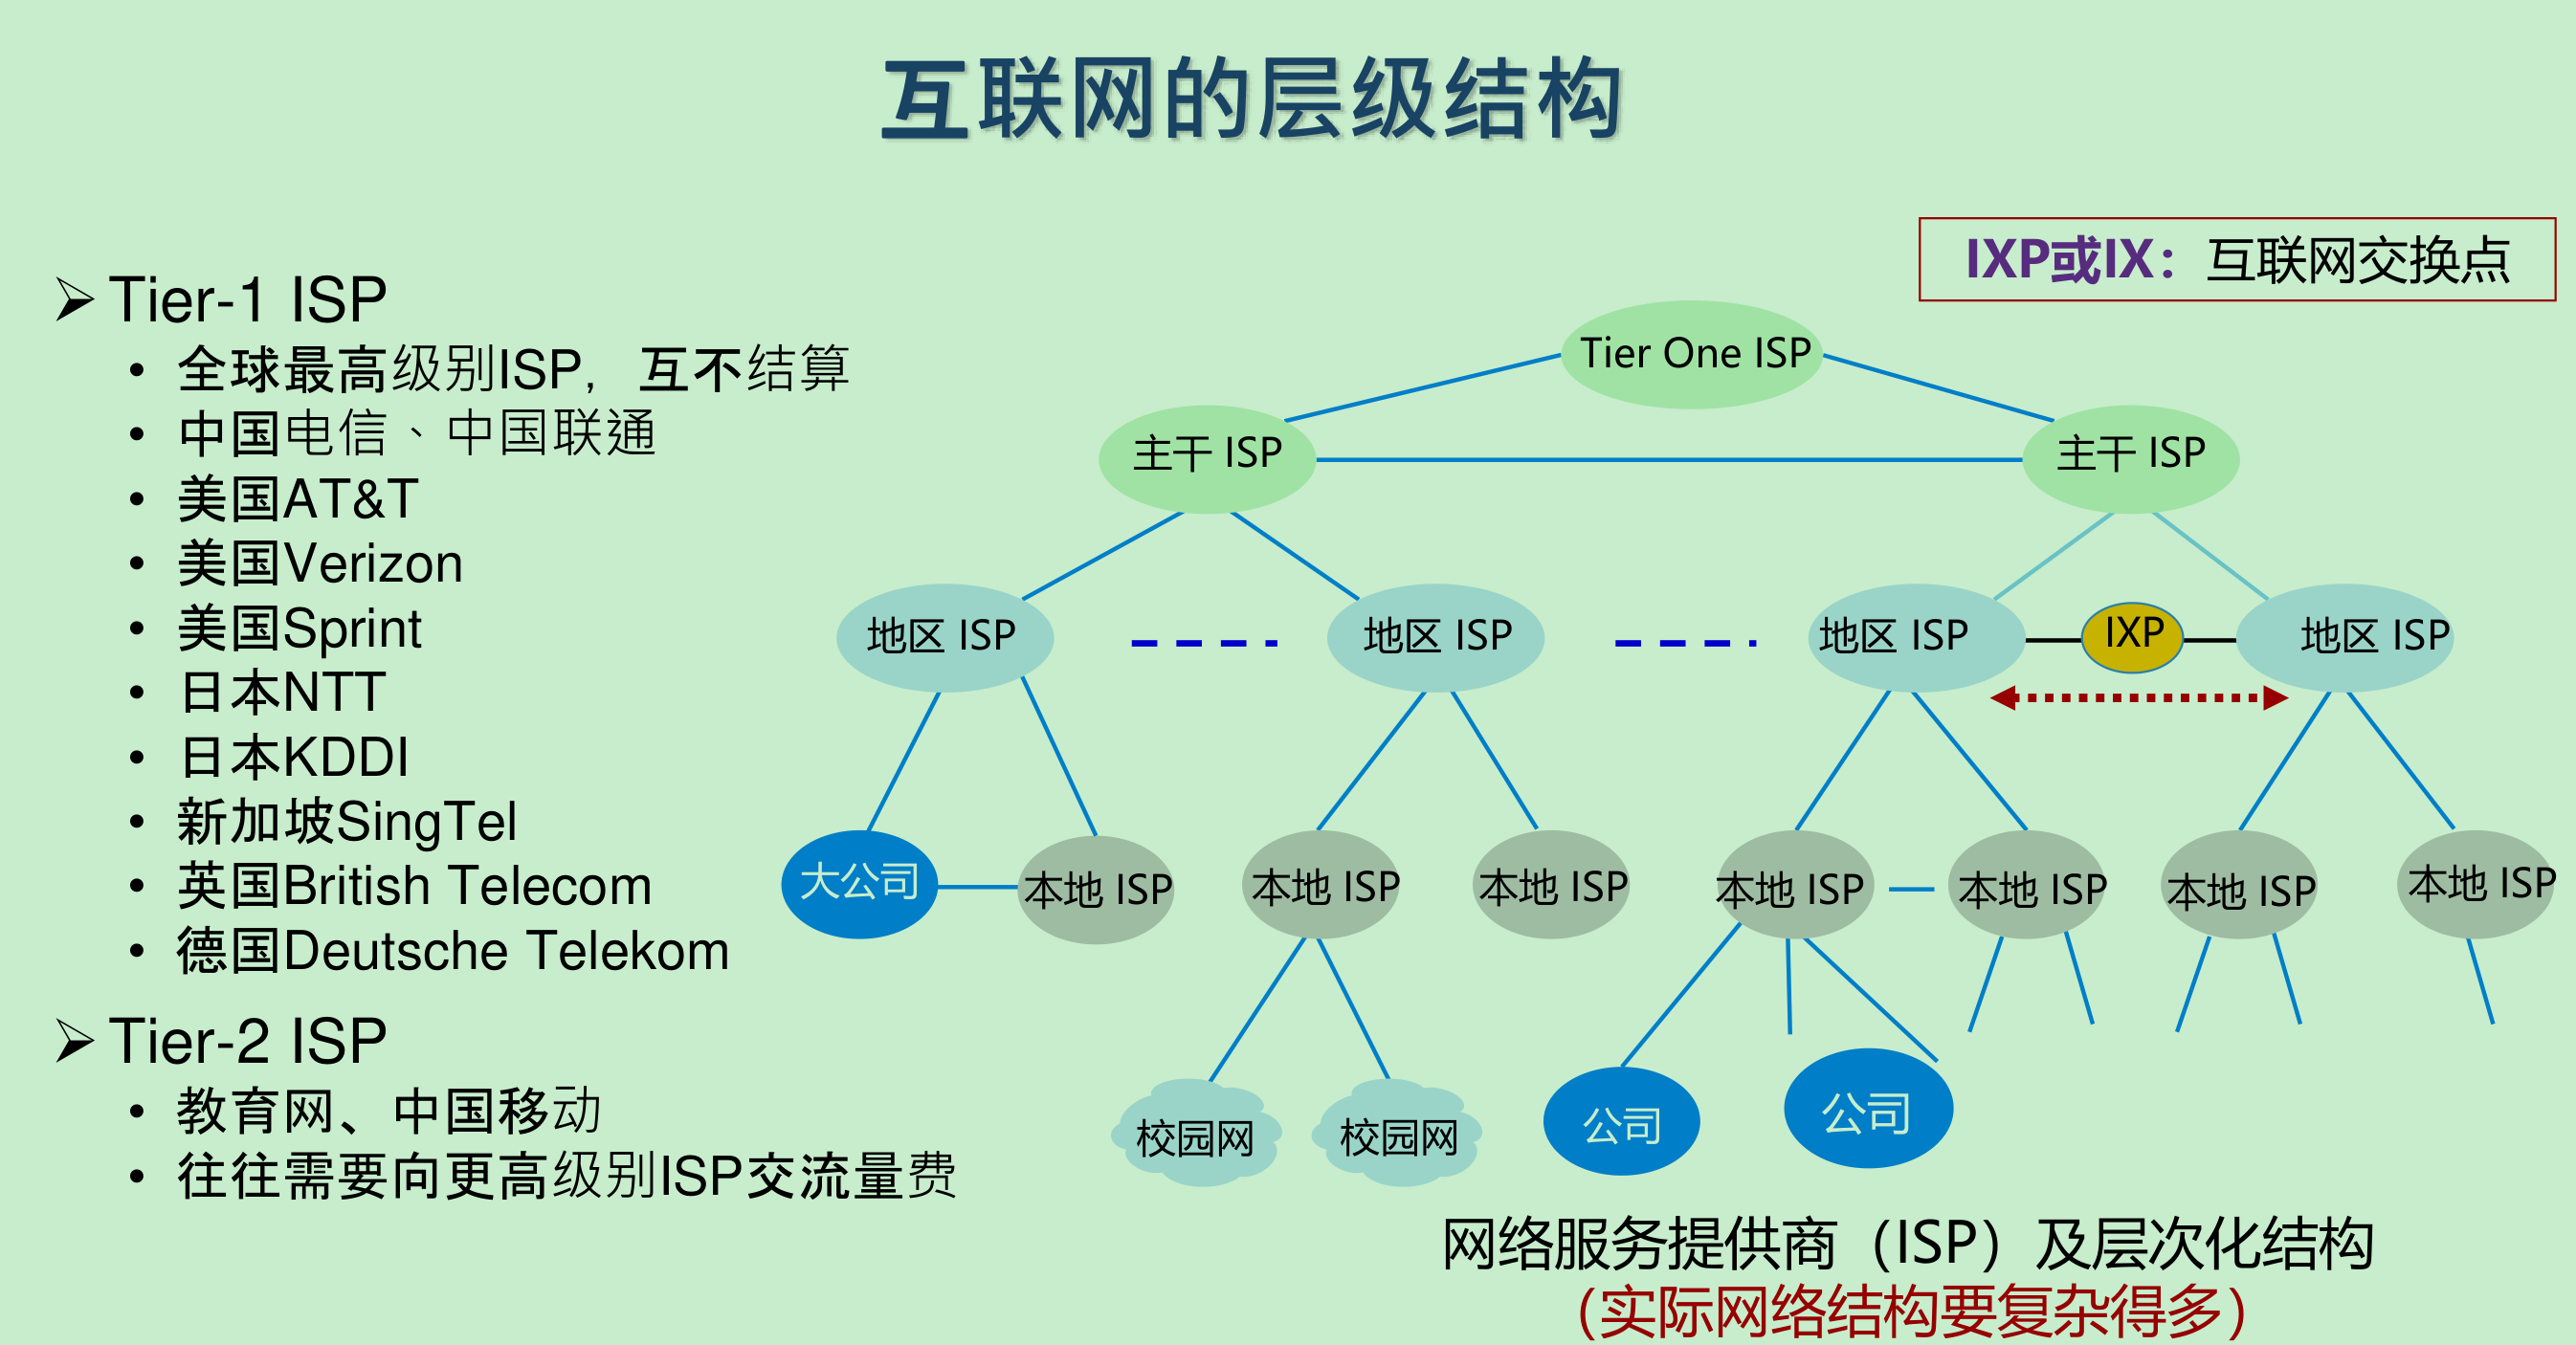 互联网的层级结构
IXP或IX：互联网交换点
➢ Tier-1 ISP
• 全球最高级别ISP，互不结算
• 中国电信、中国联通
• 美国AT&T
• 美国Verizon
• 美国Sprint
• 日本NTT
• 日本KDDI
• 新加坡SingTel
• 英国British Telecom
• 德国Deutsche Telekom
➢ Tier-2 ISP
• 教育网、中国移动
• 往往需要向更高级别ISP交流量费
Tier One ISP
主干 ISP
主干 ISP
地区 ISP
地区 ISP
地区 ISP
IXP
地区 ISP
大公司
本地 ISP
本地 ISP
本地 ISP
本地 ISP
本地 ISP
本地 ISP
本地 ISP
校园网
校园网
公司
公司
网络服务提供商（ISP）及层次化结构
（实际网络结构要复杂得多）